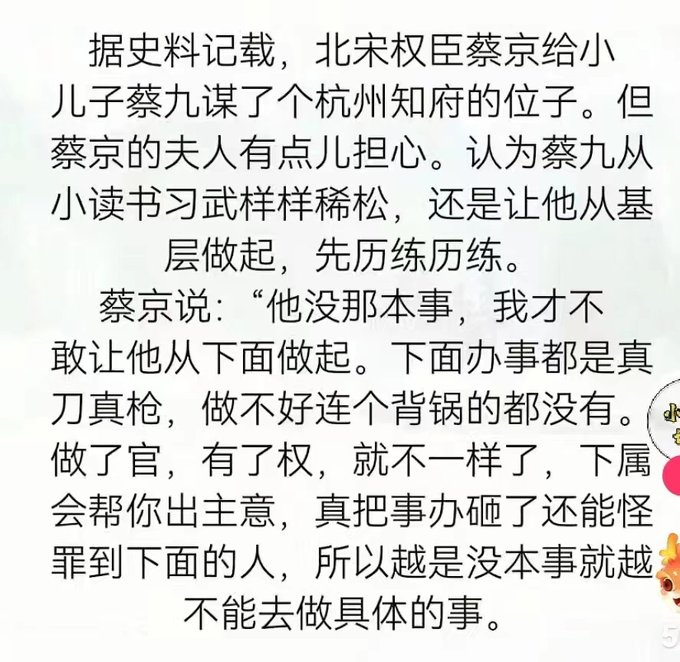 据史料记载，北宋权臣蔡京给小
儿子蔡九谋了个杭州知府的位子。但
蔡京的夫人有点儿担心。认为蔡九从
小读书习武样样稀松，还是让他从基
层做起，先历练历练。
蔡京说：“他没那本事，我才不
敢让他从下面做起。下面办事都是真
刀真枪，做不好连个背锅的都没有。
做了官，有了权，就不一样了，下属
会帮你出主意，真把事办砸了还能怪
罪到下面的人，所以越是没本事就越
不能去做具体的事。